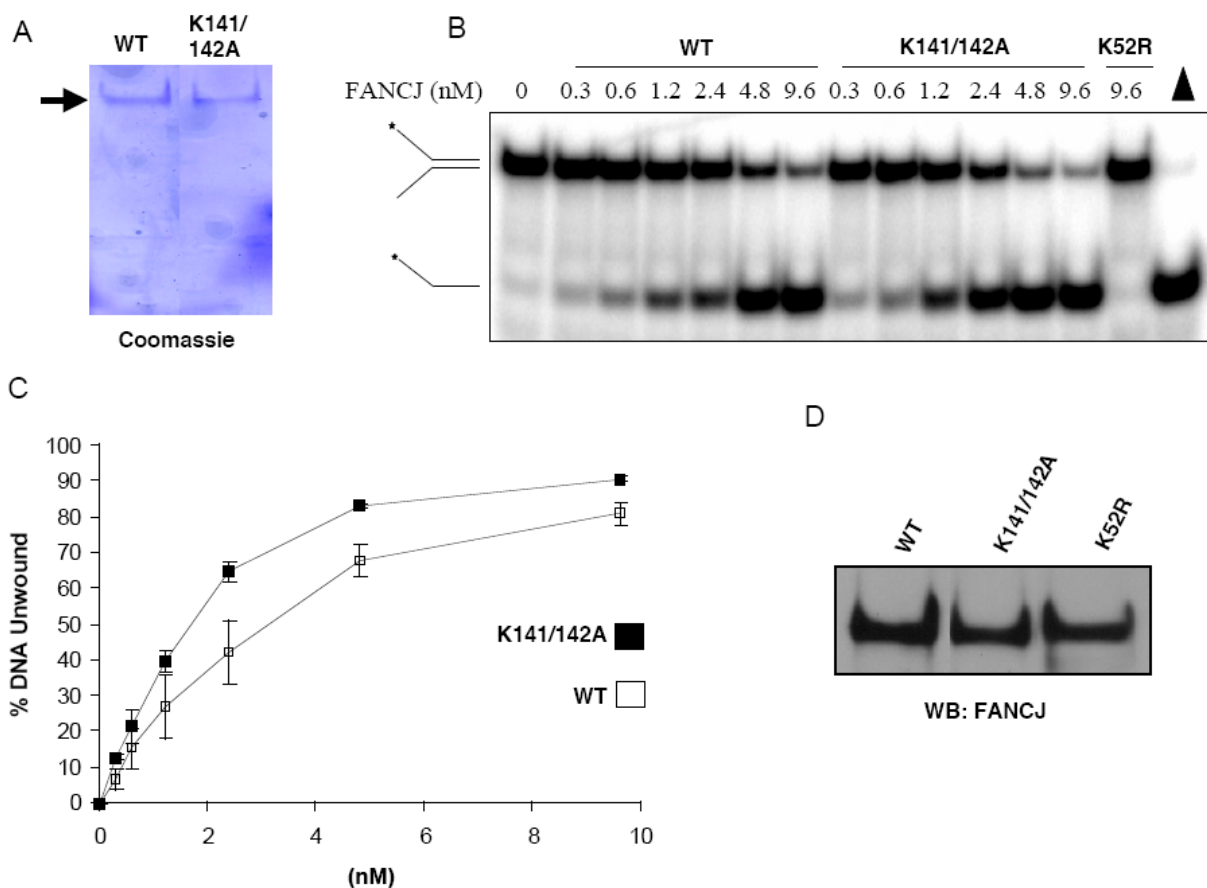 A
WT
K141/
142A
Coomassie
B
WT
K141/142A
K52R
FANCJ (nM)
0
0.3 0.6 1.2 2.4 4.8 9.6
0.3 0.6 1.2 2.4 4.8 9.6
9.6
*
*
C
% DNA Unwound
100
90
80
70
60
50
40
30
20
10
0
0 2 4 6 8 10
(nM)
K141/142A
WT
D
WT
K141/142A
K52R
WB: FANCJ